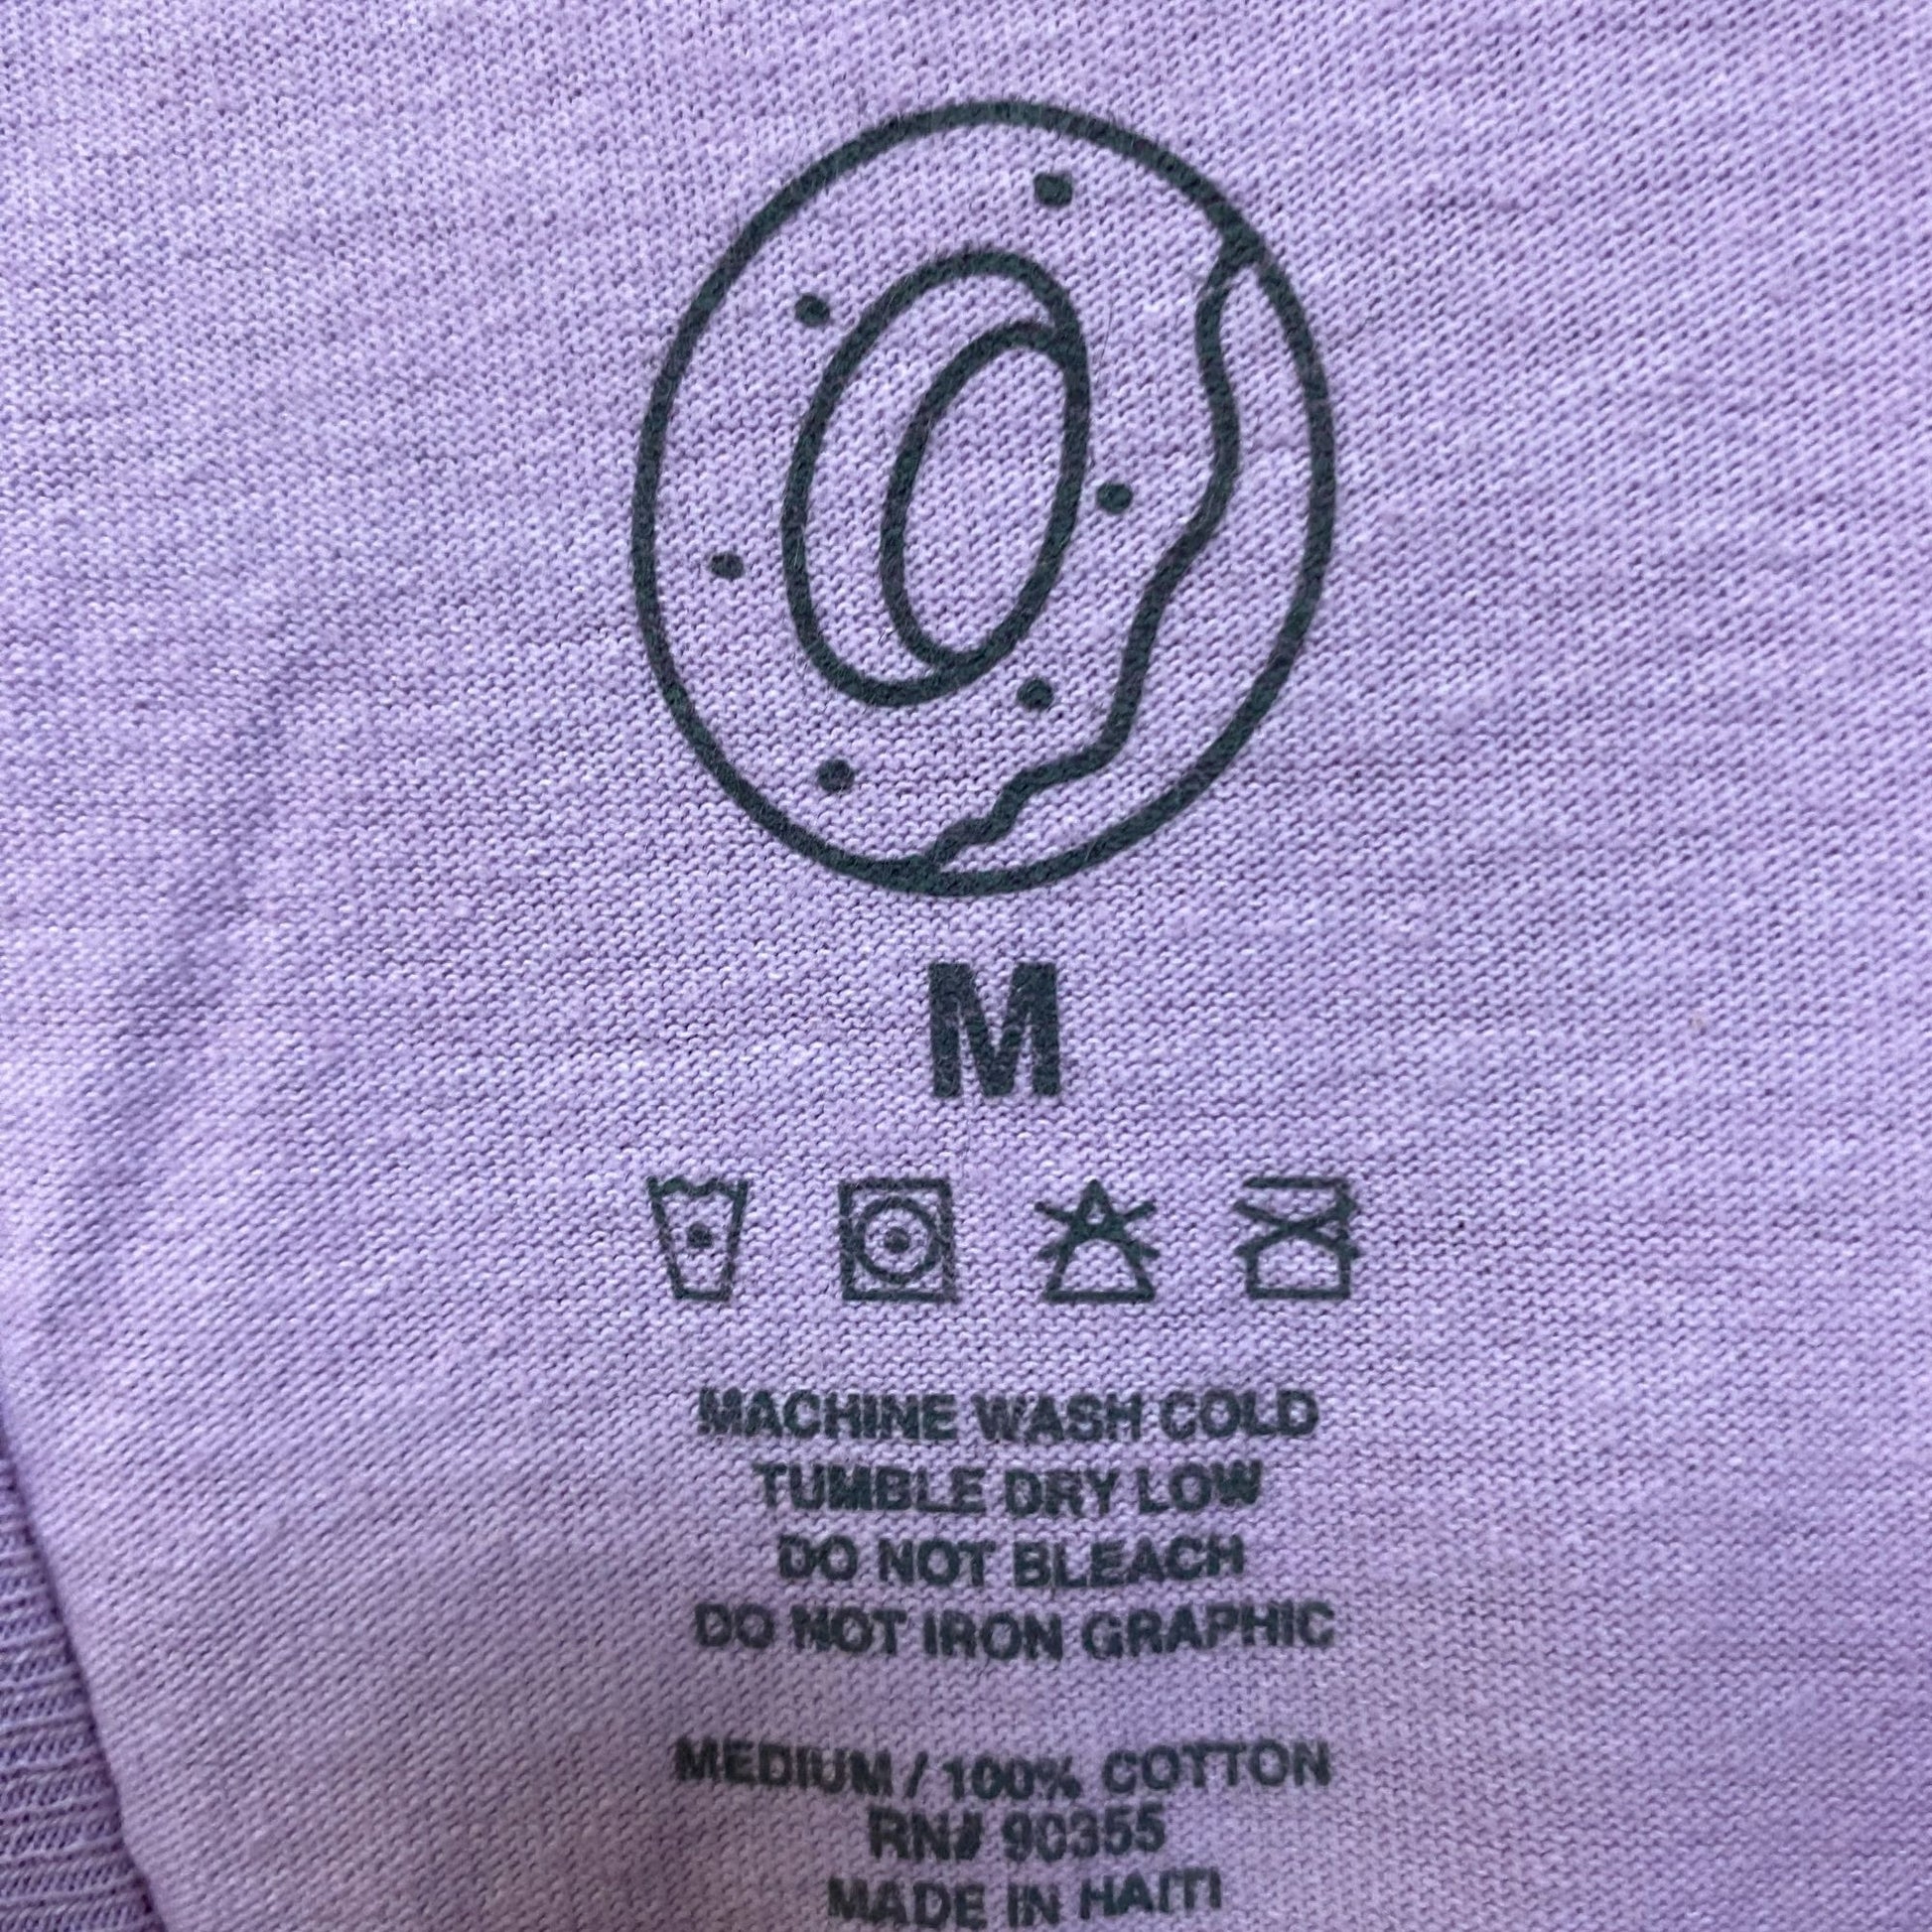 M
MACHINE WASH COLD
TUMBLE DRY LOW
DO NOT BLEACH
DO NOT IRON GRAPHIC
MEDIUM / 100% COTTON
RN# 90355
MADE IN HAITI